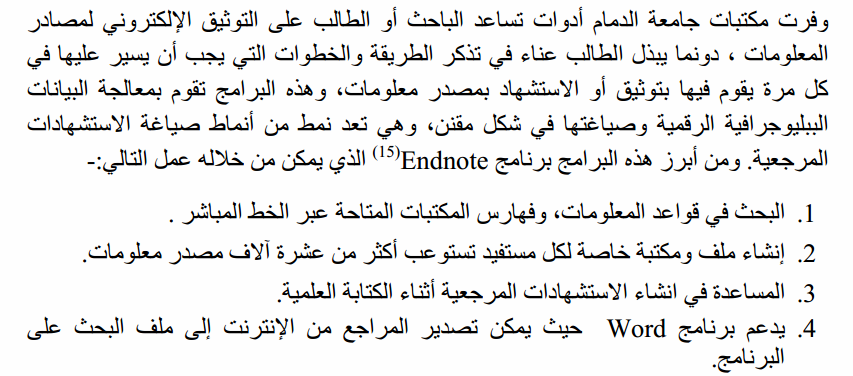 وفرت مكتبات جامعة الدمام أدوات تساعد الباحث أو الطالب على التوثيق الإلكتروني لمصادر
المعلومات ، دونما يبذل الطالب عناء في تذكر الطريقة والخطوات التي يجب أن يسير عليها في
كل مرة يقوم فيها بتوثيق أو الاستشهاد بمصدر معلومات، وهذه البرامج تقوم بمعالجة البيانات
الببليوجرافية الرقمية وصياغتها في شكل مقنن، وهي تعد نمط من أنماط صياغة الاستشهادات
المرجعية. ومن أبرز هذه البرامج برنامج Endnote(15) الذي يمكن من خلاله عمل التالي:-
1. البحث في قواعد المعلومات، وفهارس المكتبات المتاحة عبر الخط المباشر .
2. إنشاء ملف ومكتبة خاصة لكل مستفيد تستوعب أكثر من عشرة آلاف مصدر معلومات.
3. المساعدة في انشاء الاستشهادات المرجعية أثناء الكتابة العلمية.
4. يدعم برنامج Word حيث يمكن تصدير المراجع من الإنترنت إلى ملف البحث على
البرنامج.